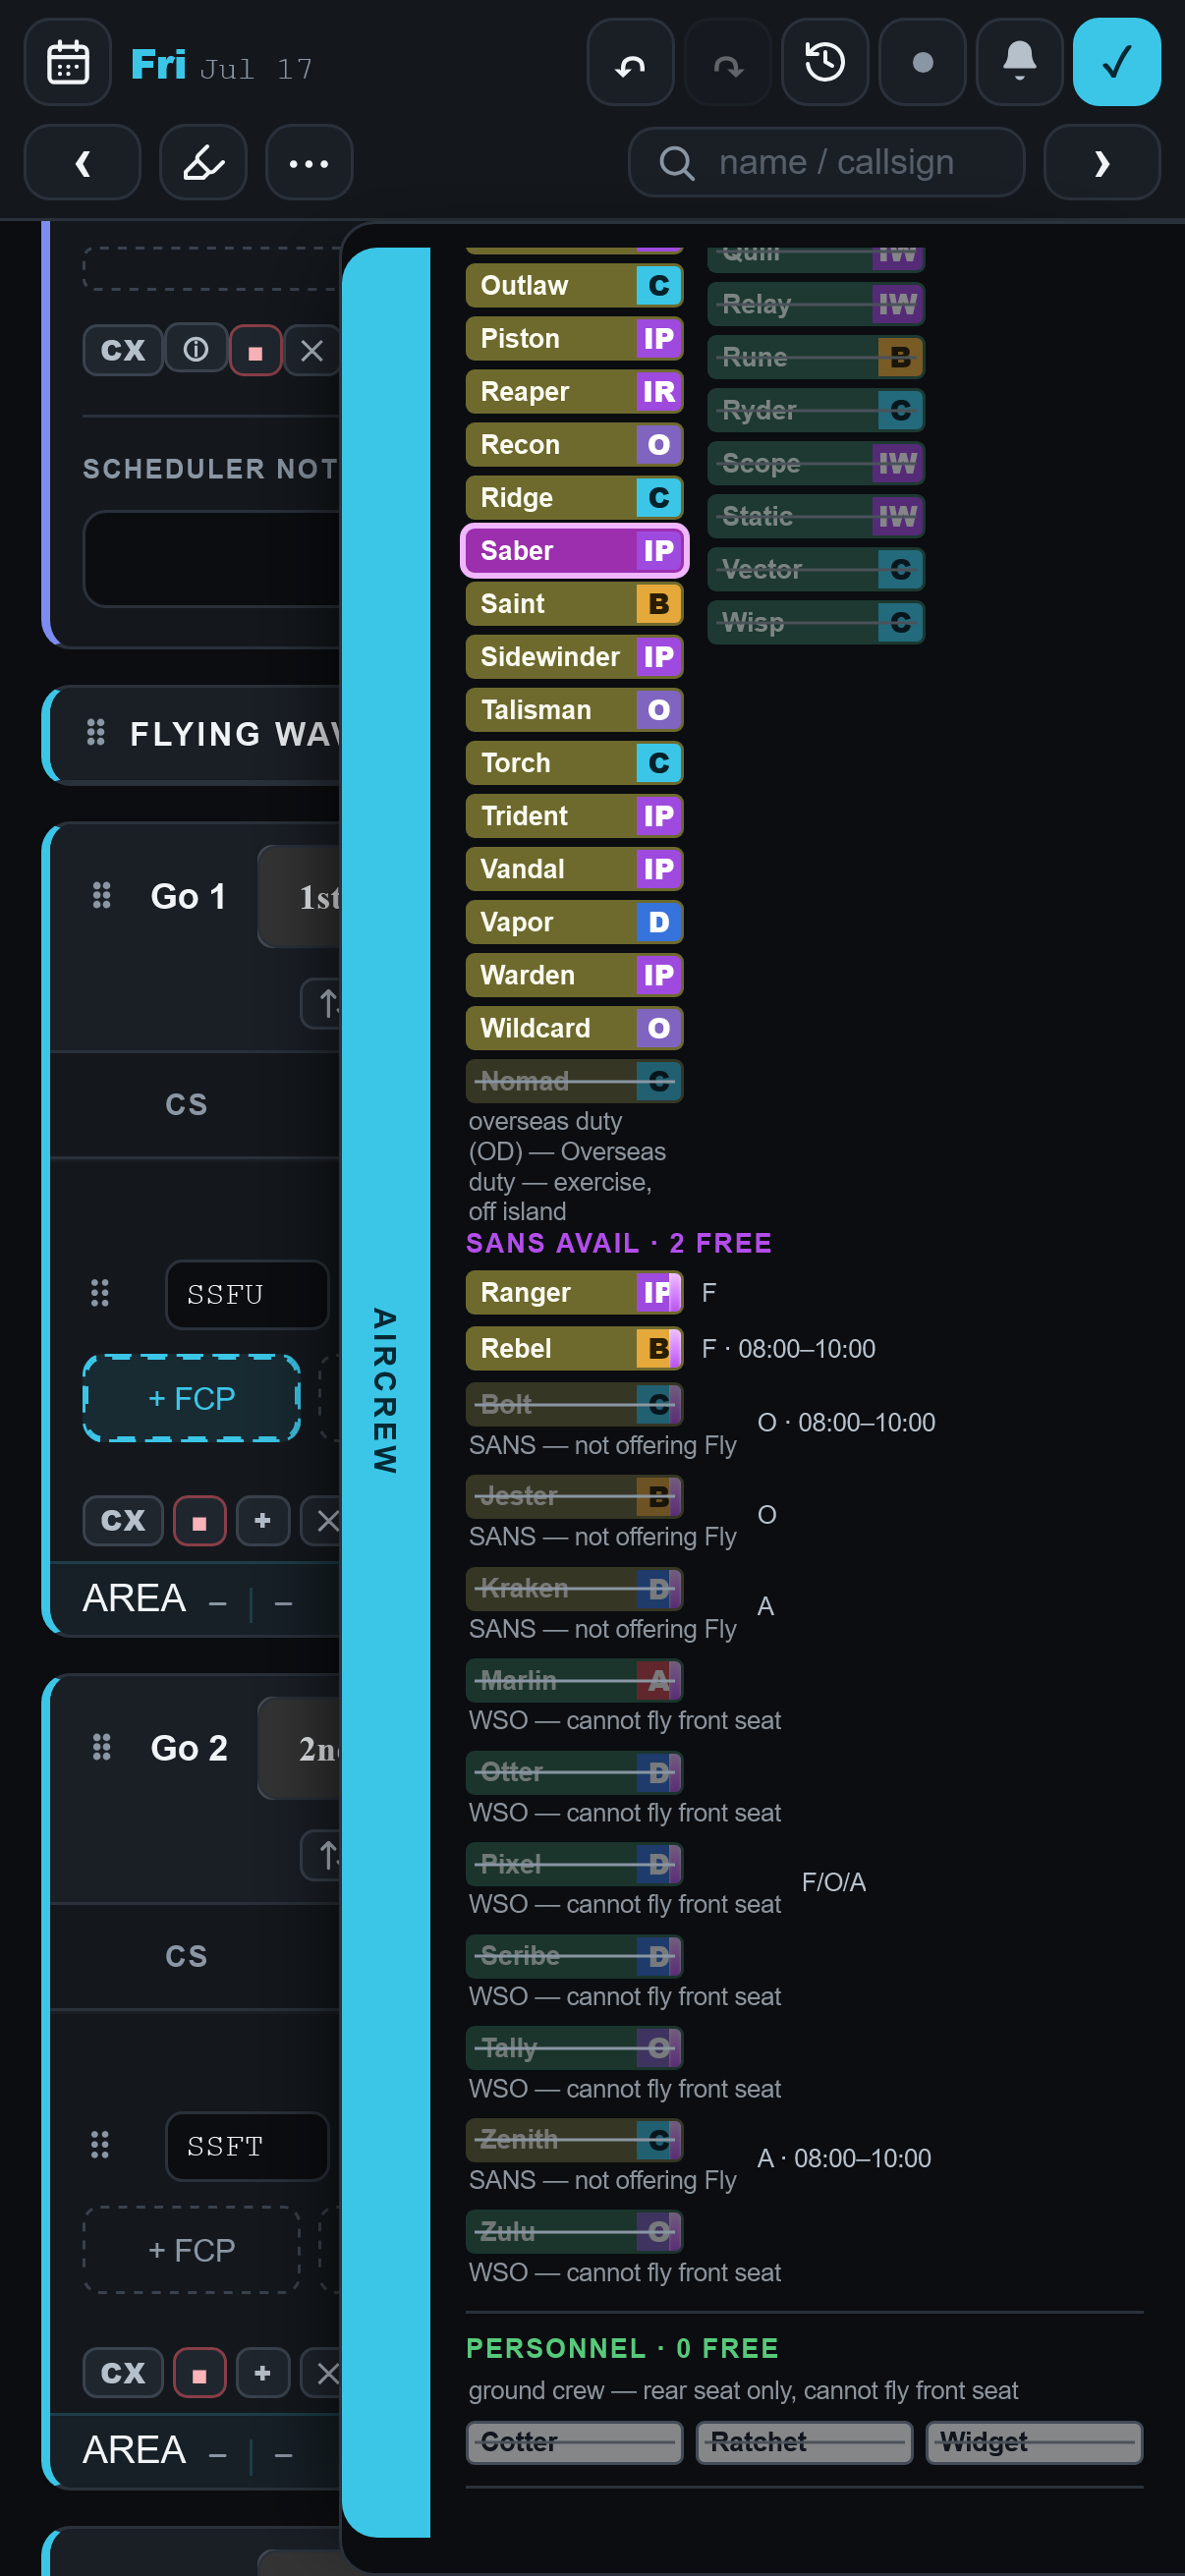 Fri Jul 17
name / callsign
Outlaw C
Piston IP
Reaper IR
Recon O
Ridge C
Saber IP
Saint B
Sidewinder IP
Talisman O
Torch C
Trident IP
Vandal IP
Vapor D
Warden IP
Wildcard O
Nomad C
overseas duty
(OD) — Overseas
duty — exercise,
off island
Quill IW
Relay IW
Rune B
Ryder C
Scope IW
Static IW
Vector C
Wisp C
SANS AVAIL · 2 FREE
Ranger IP F
Rebel B F · 08:00–10:00
Bolt C O · 08:00–10:00
SANS — not offering Fly
Jester B O
SANS — not offering Fly
Kraken D A
SANS — not offering Fly
Marlin A
WSO — cannot fly front seat
Otter D
WSO — cannot fly front seat
Pixel D F/O/A
WSO — cannot fly front seat
Scribe D
WSO — cannot fly front seat
Tally O
WSO — cannot fly front seat
Zenith C A · 08:00–10:00
SANS — not offering Fly
Zulu O
WSO — cannot fly front seat
PERSONNEL · 0 FREE
ground crew — rear seat only, cannot fly front seat
Cotter Ratchet Widget
AIRCREW
CX
SCHEDULER NOT
FLYING WAV
Go 1 1st
CS
SSFU
+ FCP
CX +
AREA – | –
Go 2 2nd
CS
SSFT
+ FCP
CX +
AREA – | –